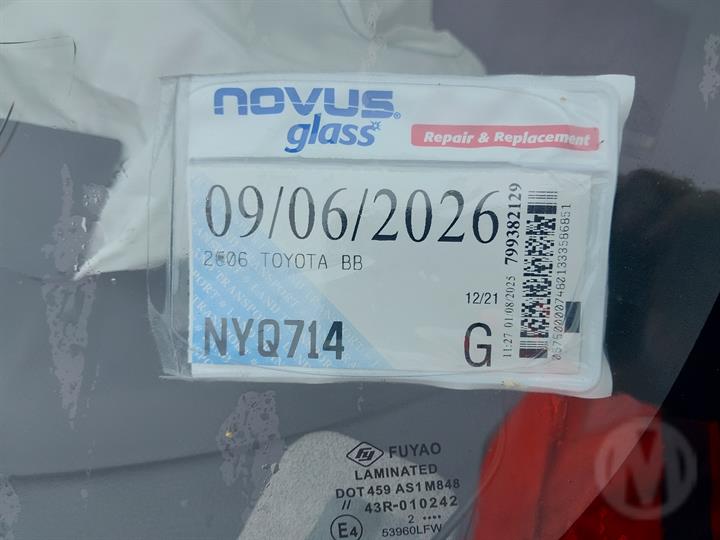 novus®
glass
Repair & Replacement
09/06/2026
2006 TOYOTA BB
12/21
NYQ714
G
11:27 01/08/2025 799382129
FUYAO
LAMINATED
DOT459 AS1M848
// 43R-010242
2 ••••
E4
53960LFW
M